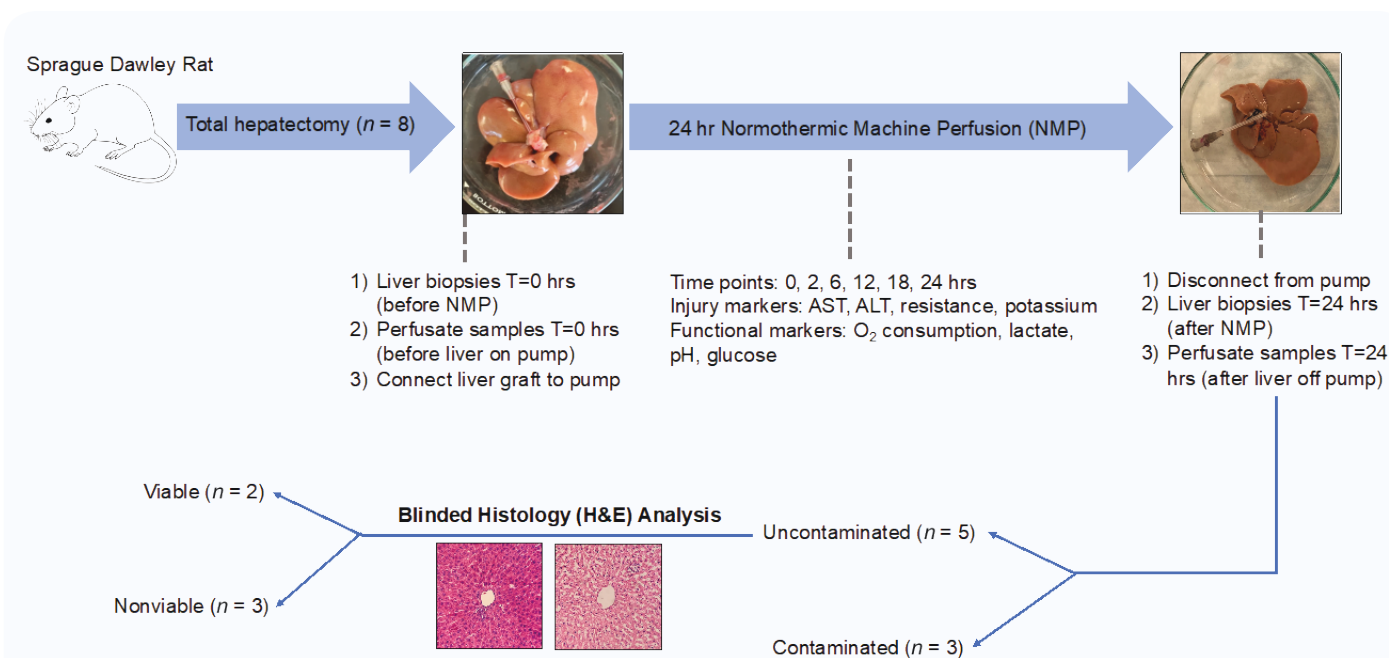 Sprague Dawley Rat
Total hepatectomy (n = 8)
24 hr Normothermic Machine Perfusion (NMP)
1) Liver biopsies T=0 hrs
(before NMP)
2) Perfusate samples T=0 hrs
(before liver on pump)
3) Connect liver graft to pump
Time points: 0, 2, 6, 12, 18, 24 hrs
Injury markers: AST, ALT, resistance, potassium
Functional markers: O₂ consumption, lactate,
pH, glucose
1) Disconnect from pump
2) Liver biopsies T=24 hrs
(after NMP)
3) Perfusate samples T=24
hrs (after liver off pump)
Viable (n = 2)
Blinded Histology (H&E) Analysis
Uncontaminated (n = 5)
Nonviable (n = 3)
Contaminated (n = 3)